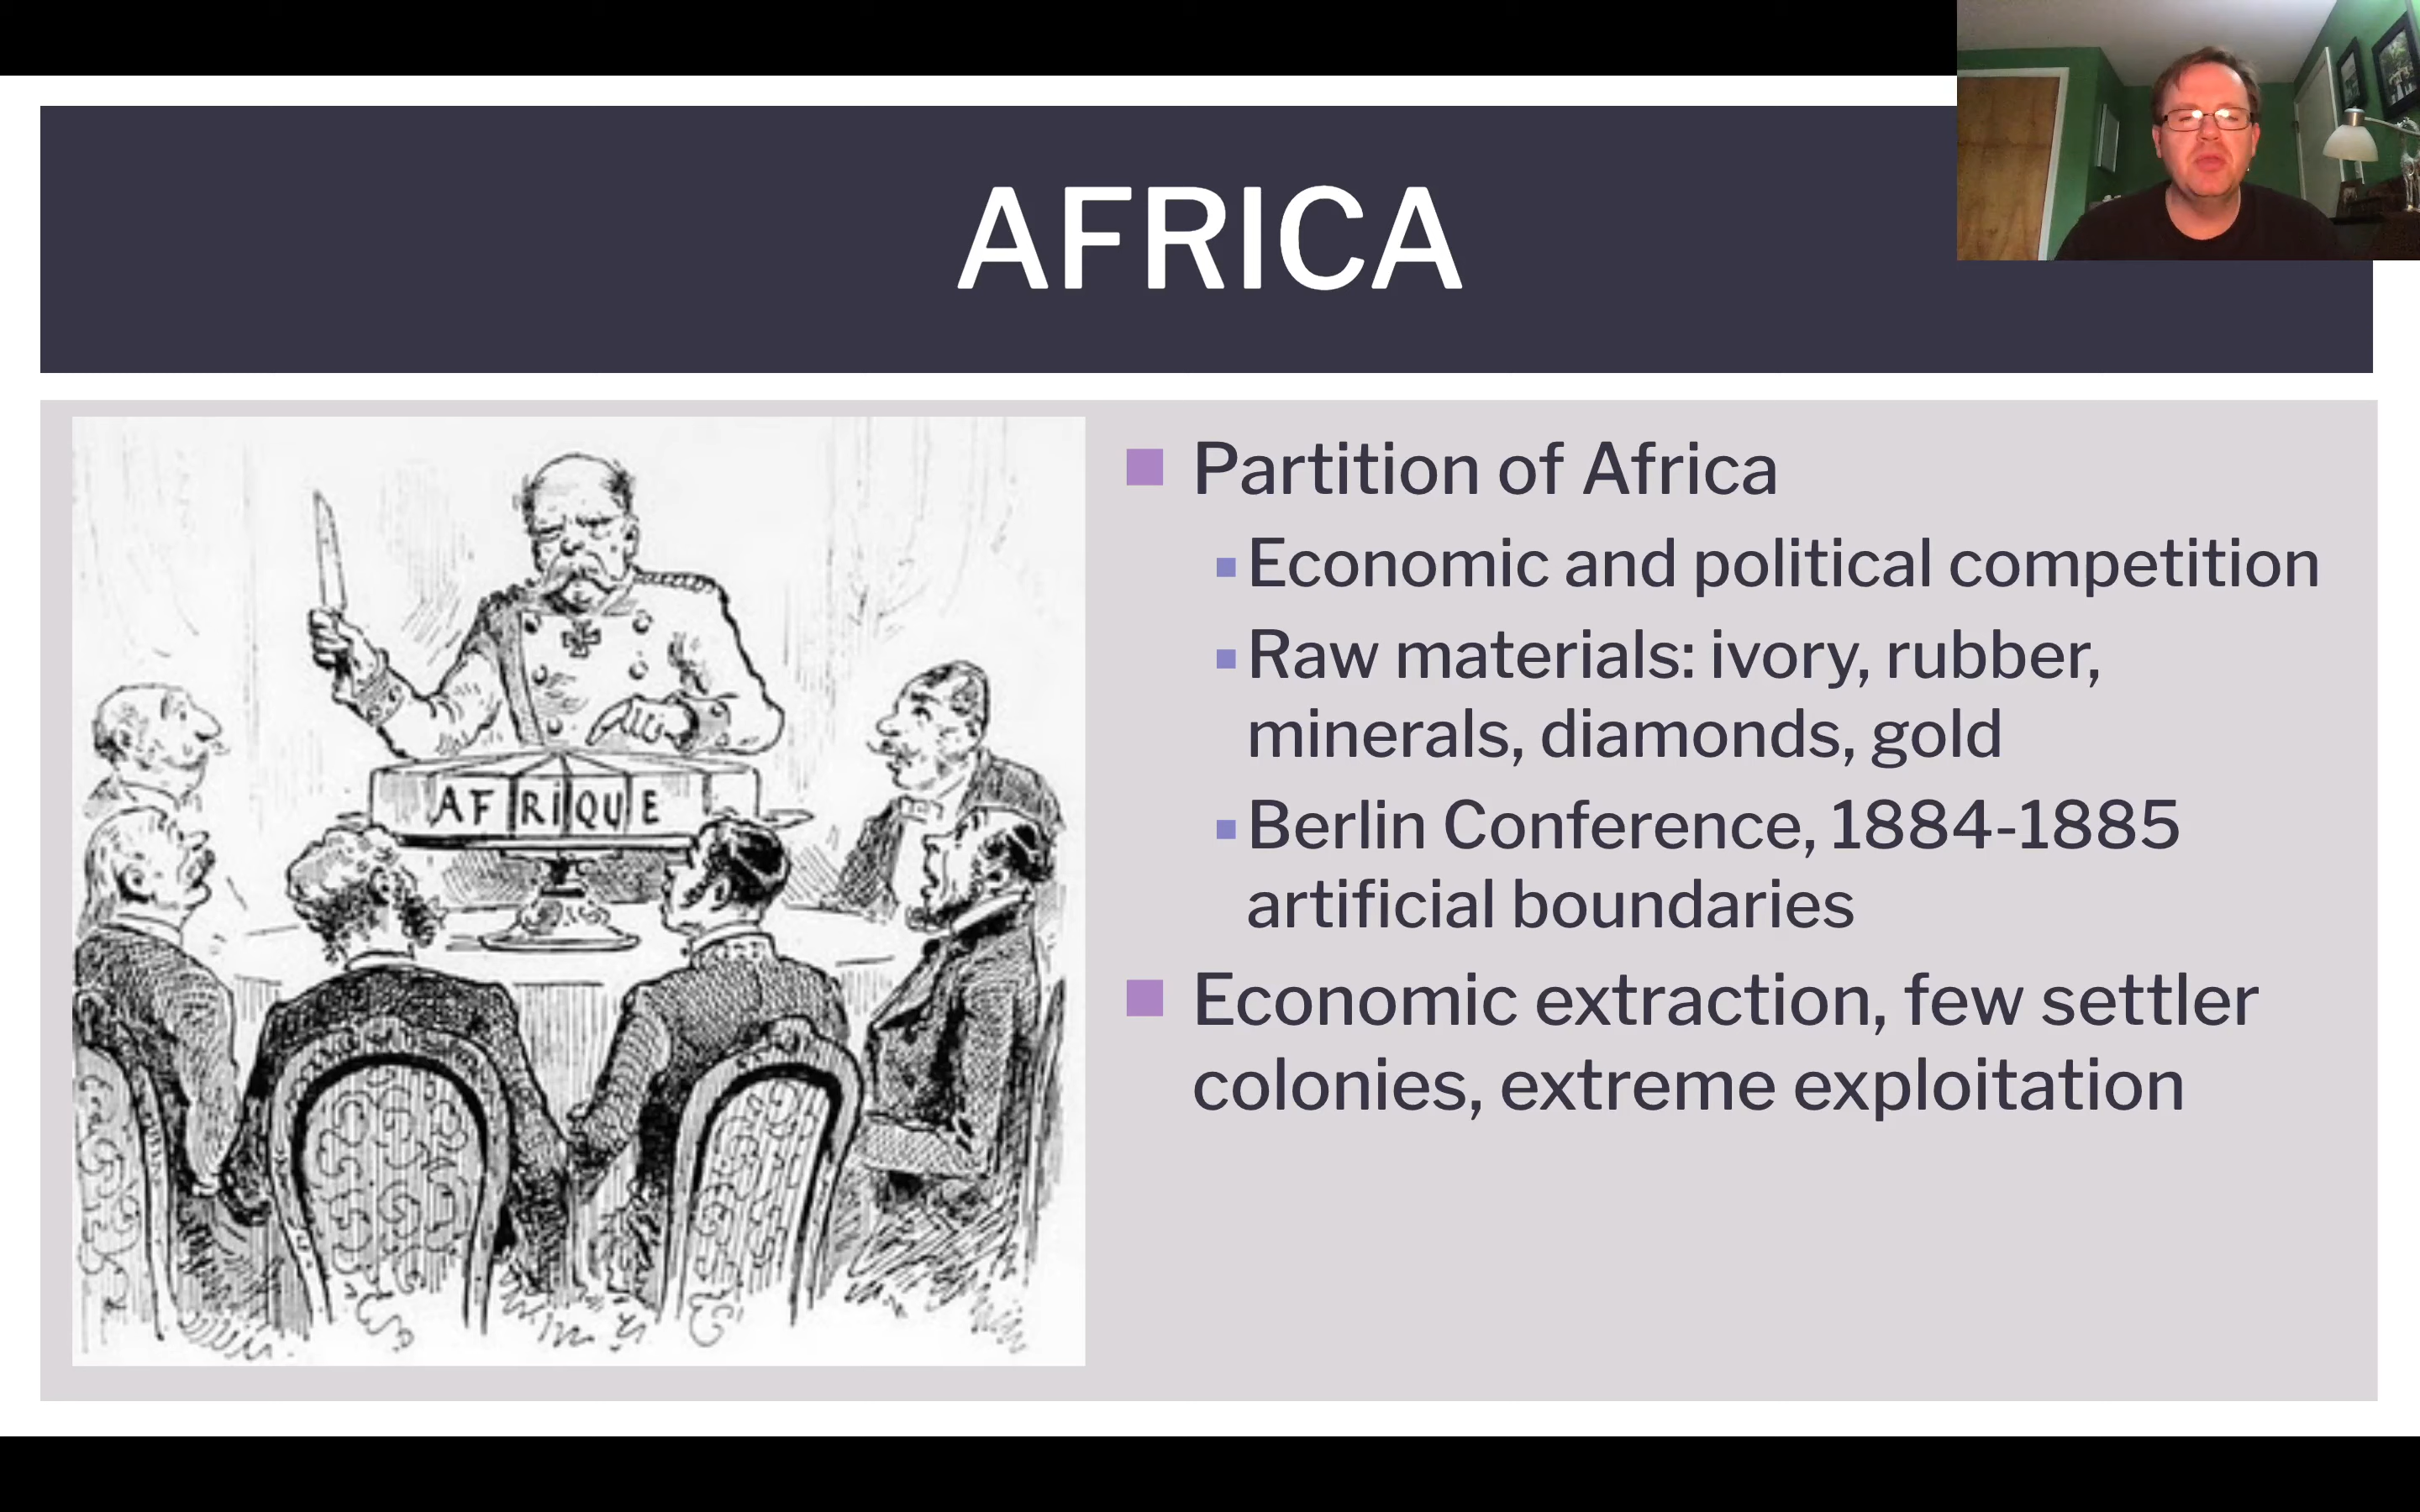 AFRICA
AFRIQUE
Partition of Africa
Economic and political competition
Raw materials: ivory, rubber,
minerals, diamonds, gold
Berlin Conference, 1884-1885
artificial boundaries
Economic extraction, few settler
colonies, extreme exploitation